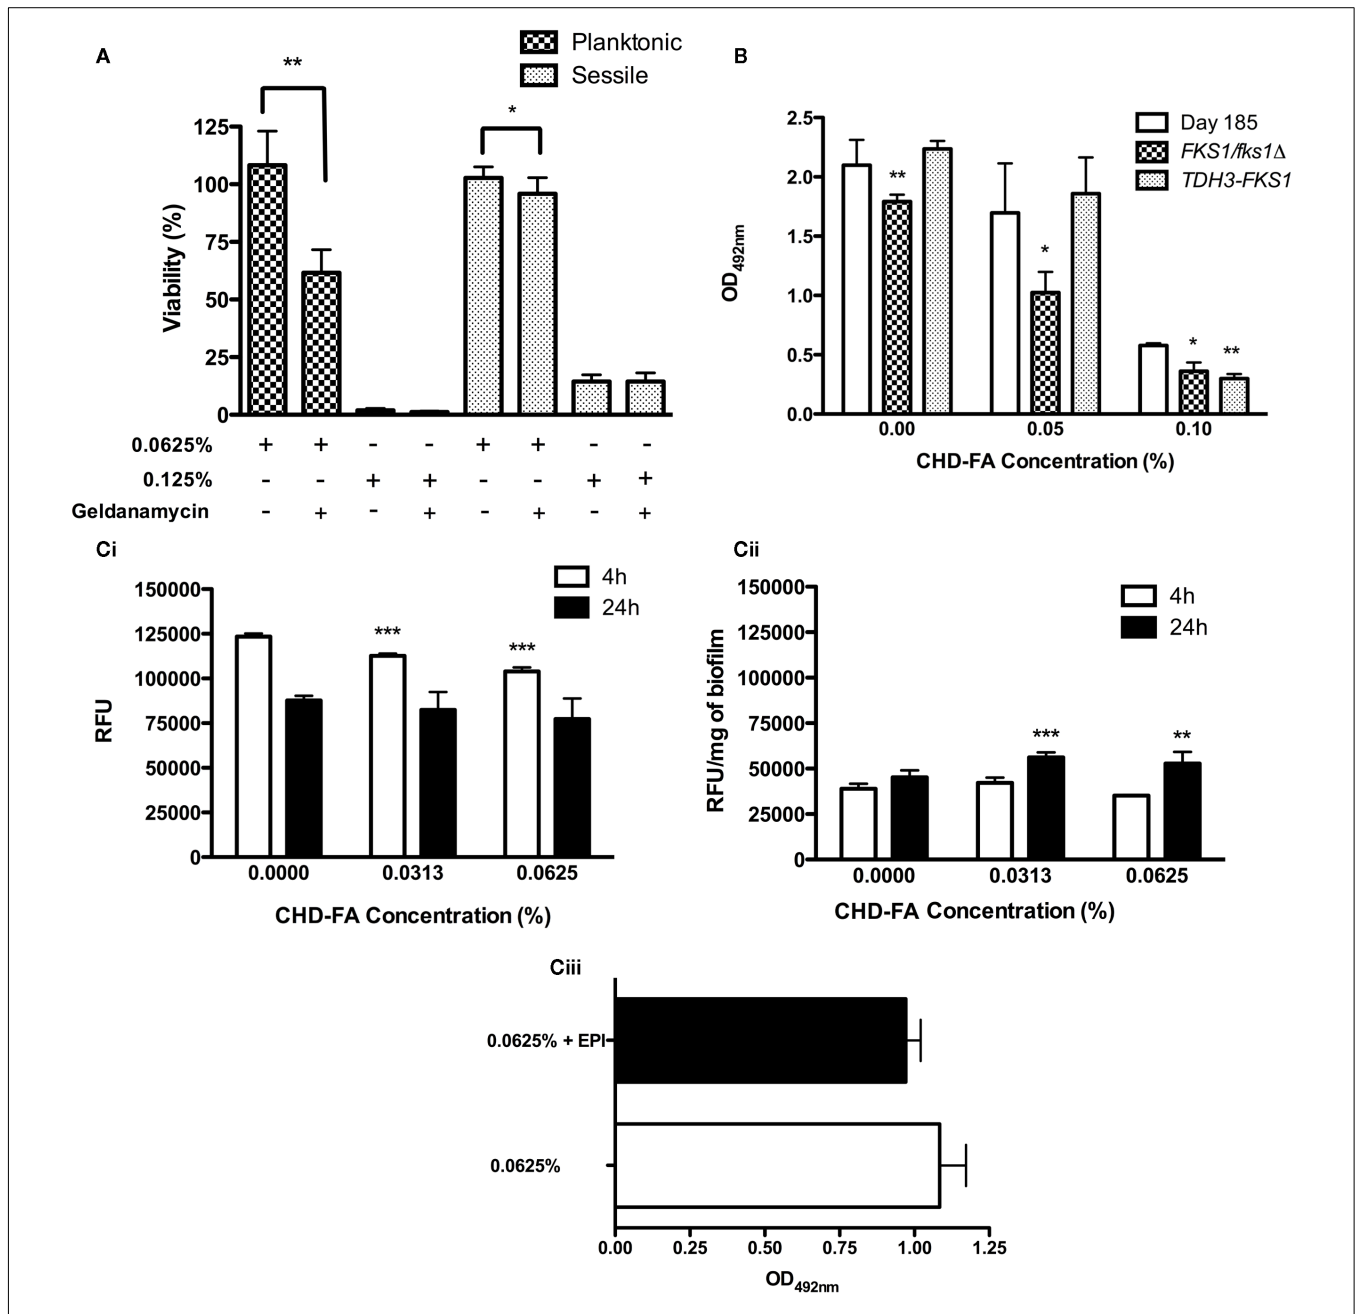 A
Planktonic
Sessile
**
*
125
100
75
50
25
0
Viability (%)
0.0625% + + - - + + - -
0.125% - - + + - - + +
Geldanamycin - + - + - + - +
B
Day 185
FKS1/fks1Δ
TDH3-FKS1
2.5
2.0
1.5
1.0
0.5
0.0
OD492nm
**
*
*
**
0.00 0.05 0.10
CHD-FA Concentration (%)
Ci
4h
24h
150000
125000
100000
75000
50000
25000
0
RFU
***
***
0.0000 0.0313 0.0625
CHD-FA Concentration (%)
Cii
4h
24h
150000
125000
100000
75000
50000
25000
0
RFU/mg of biofilm
***
**
0.0000 0.0313 0.0625
CHD-FA Concentration (%)
Ciii
0.0625% + EPI
0.0625%
0.00 0.25 0.50 0.75 1.00 1.25
OD492nm